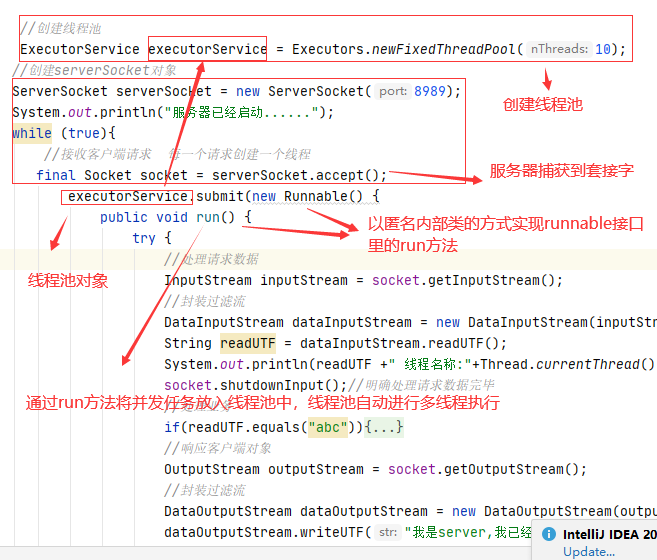 //创建线程池
ExecutorService executorService = Executors.newFixedThreadPool( nThreads: 10);
//创建serverSocket对象
ServerSocket serverSocket = new ServerSocket( port: 8989);
创建线程池
System.out.println("服务器已经启动......");
while (true){
//接收客户端请求 每一个请求创建一个线程
final Socket socket = serverSocket.accept();
服务器捕获到套接字
executorService.submit(new Runnable() {
public void run() {
以匿名内部类的方式实现runnable接口
里的run方法
try {
//处理请求数据
线程池对象
InputStream inputStream = socket.getInputStream();
//封装过滤流
DataInputStream dataInputStream = new DataInputStream(inputStr
String readUTF = dataInputStream.readUTF();
System.out.println(readUTF +" 线程名称:"+Thread.currentThread()
socket.shutdownInput();//明确处理请求数据完毕
通过run方法将并发任务放入线程池中，线程池自动进行多线程执行
if(readUTF.equals("abc")){...}
//响应客户端对象
OutputStream outputStream = socket.getOutputStream();
//封装过滤流
DataOutputStream dataOutputStream = new DataOutputStream(outpu
dataOutputStream.writeUTF( str: "我是server,我已经
IntelliJ IDEA 20
Update...